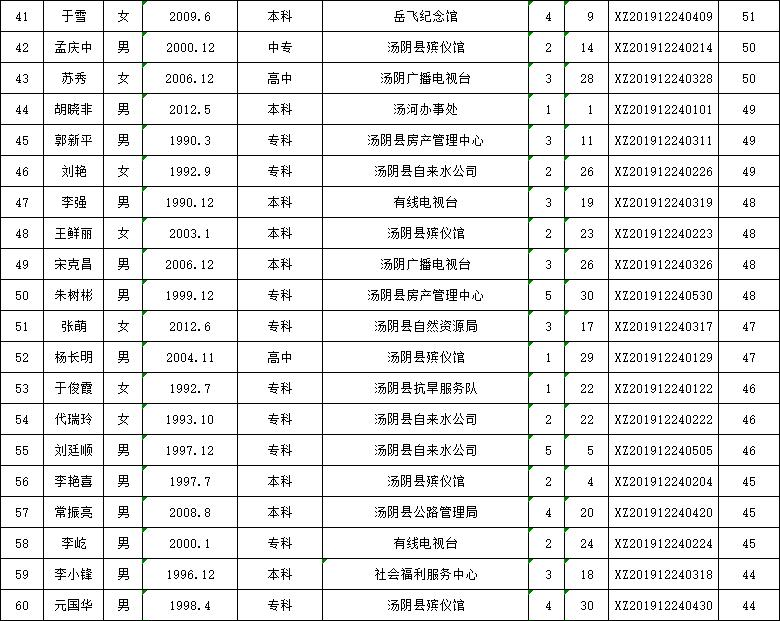 41 于雪 女 2009.6 本科 岳飞纪念馆 4 9 XZ201912240409 51
42 孟庆中 男 2000.12 中专 汤阴县殡仪馆 2 14 XZ201912240214 50
43 苏秀 女 2006.12 高中 汤阴广播电视台 3 28 XZ201912240328 50
44 胡晓非 男 2012.5 本科 汤河办事处 1 1 XZ201912240101 49
45 郭新平 男 1990.3 专科 汤阴县房产管理中心 3 11 XZ201912240311 49
46 刘艳 女 1992.9 专科 汤阴县自来水公司 2 26 XZ201912240226 49
47 李强 男 1990.12 本科 有线电视台 3 19 XZ201912240319 48
48 王鲜丽 女 2003.1 本科 汤阴县殡仪馆 2 23 XZ201912240223 48
49 宋克昌 男 2006.12 本科 汤阴广播电视台 3 26 XZ201912240326 48
50 朱树彬 男 1999.12 专科 汤阴县房产管理中心 5 30 XZ201912240530 48
51 张萌 女 2012.6 专科 汤阴县自然资源局 3 17 XZ201912240317 47
52 杨长明 男 2004.11 高中 汤阴县殡仪馆 1 29 XZ201912240129 47
53 于俊霞 女 1992.7 专科 汤阴县抗旱服务队 1 22 XZ201912240122 46
54 代瑞玲 女 1993.10 专科 汤阴县自来水公司 2 22 XZ201912240222 46
55 刘廷顺 男 1997.12 专科 汤阴县自来水公司 5 5 XZ201912240505 46
56 李艳喜 男 1997.7 本科 汤阴县殡仪馆 2 4 XZ201912240204 45
57 常振亮 男 2008.8 本科 汤阴县公路管理局 4 20 XZ201912240420 45
58 李屹 男 2000.1 专科 有线电视台 2 24 XZ201912240224 45
59 李小锋 男 1996.12 本科 社会福利服务中心 3 18 XZ201912240318 44
60 元国华 男 1998.4 专科 汤阴县殡仪馆 4 30 XZ201912240430 44